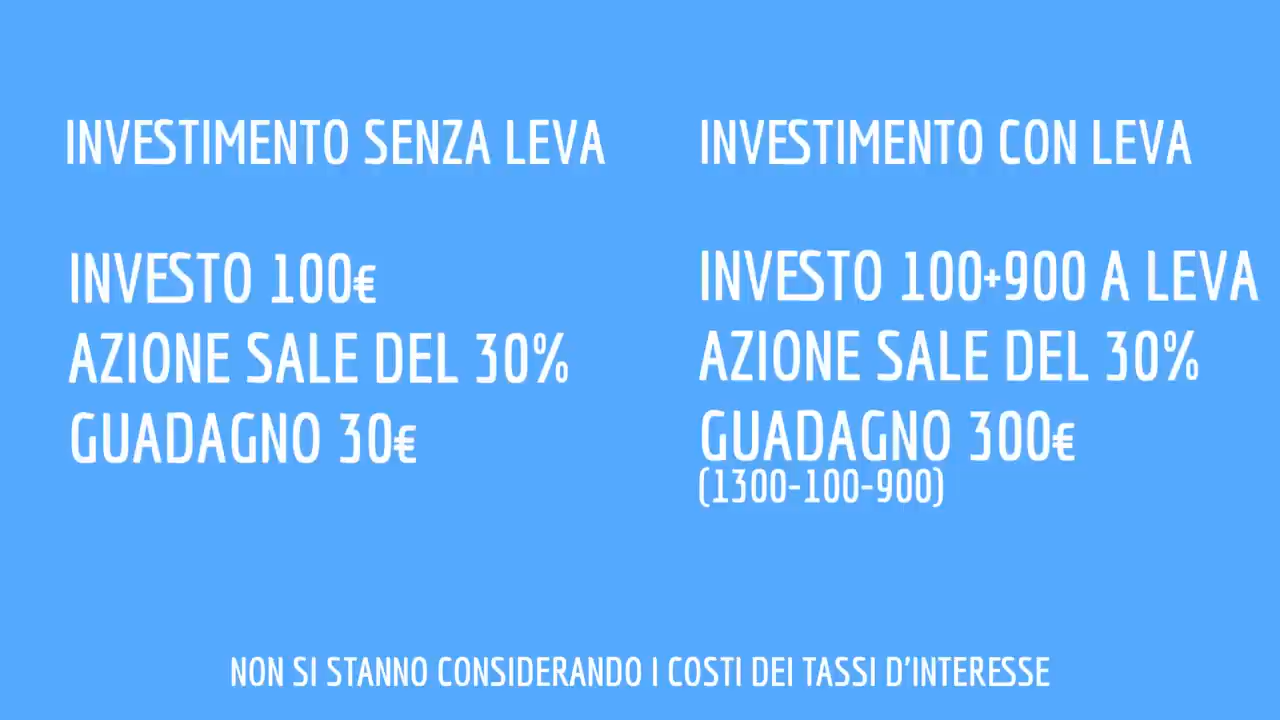 INVESTIMENTO SENZA LEVA
INVESTO 100€
AZIONE SALE DEL 30%
GUADAGNO 30€
INVESTIMENTO CON LEVA
INVESTO 100+900 A LEVA
AZIONE SALE DEL 30%
GUADAGNO 300€
(1300-100-900)
NON SI STANNO CONSIDERANDO I COSTI DEI TASSI D'INTERESSE